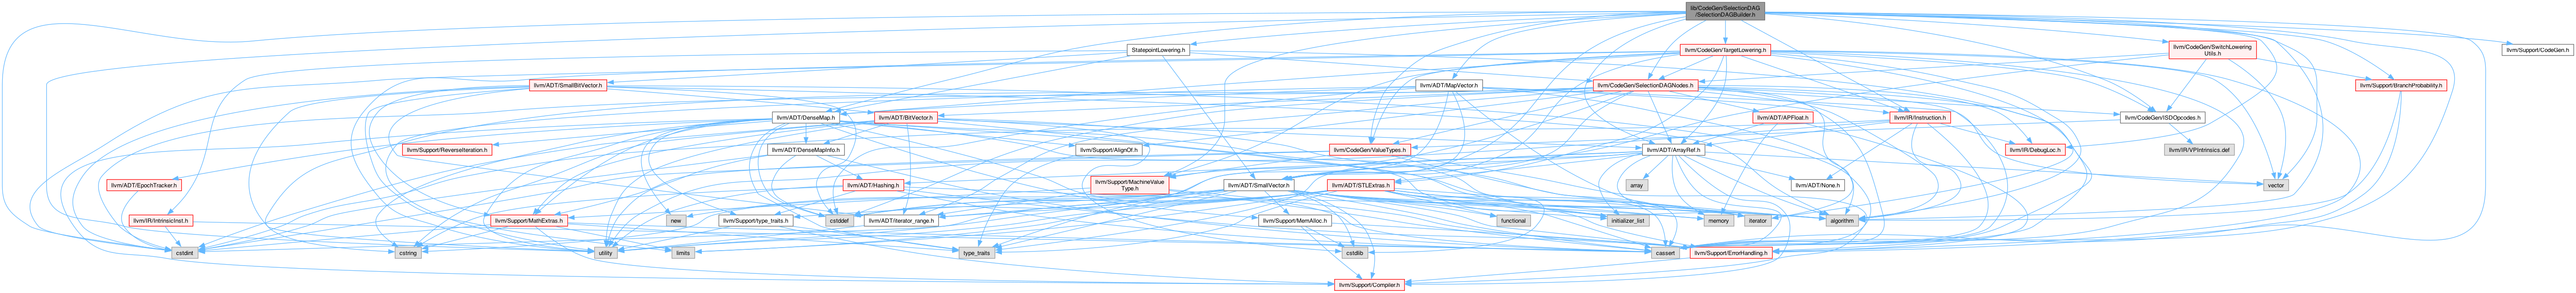 lib/CodeGen/SelectionDAG
/SelectionDAGBuilder.h
StatepointLowering.h
llvm/CodeGen/TargetLowering.h
llvm/CodeGen/SwitchLowering
Utils.h
llvm/Support/CodeGen.h
llvm/ADT/SmallBitVector.h
llvm/ADT/MapVector.h
llvm/CodeGen/SelectionDAGNodes.h
llvm/Support/BranchProbability.h
llvm/ADT/DenseMap.h
llvm/ADT/BitVector.h
llvm/ADT/APFloat.h
llvm/IR/Instruction.h
llvm/CodeGen/ISDOpcodes.h
llvm/Support/ReverseIteration.h
llvm/ADT/DenseMapInfo.h
llvm/Support/AlignOf.h
llvm/CodeGen/ValueTypes.h
llvm/ADT/ArrayRef.h
llvm/IR/DebugLoc.h
llvm/IR/VPIntrinsics.def
llvm/ADT/EpochTracker.h
llvm/ADT/Hashing.h
llvm/Support/MachineValue
Type.h
llvm/ADT/SmallVector.h
llvm/ADT/STLExtras.h
array
llvm/ADT/None.h
vector
llvm/IR/IntrinsicInst.h
llvm/Support/MathExtras.h
new
llvm/Support/type_traits.h
cstddef
llvm/ADT/iterator_range.h
llvm/Support/MemAlloc.h
functional
initializer_list
memory
iterator
algorithm
cstdint
cstring
utility
limits
type_traits
cstdlib
cassert
llvm/Support/ErrorHandling.h
llvm/Support/Compiler.h